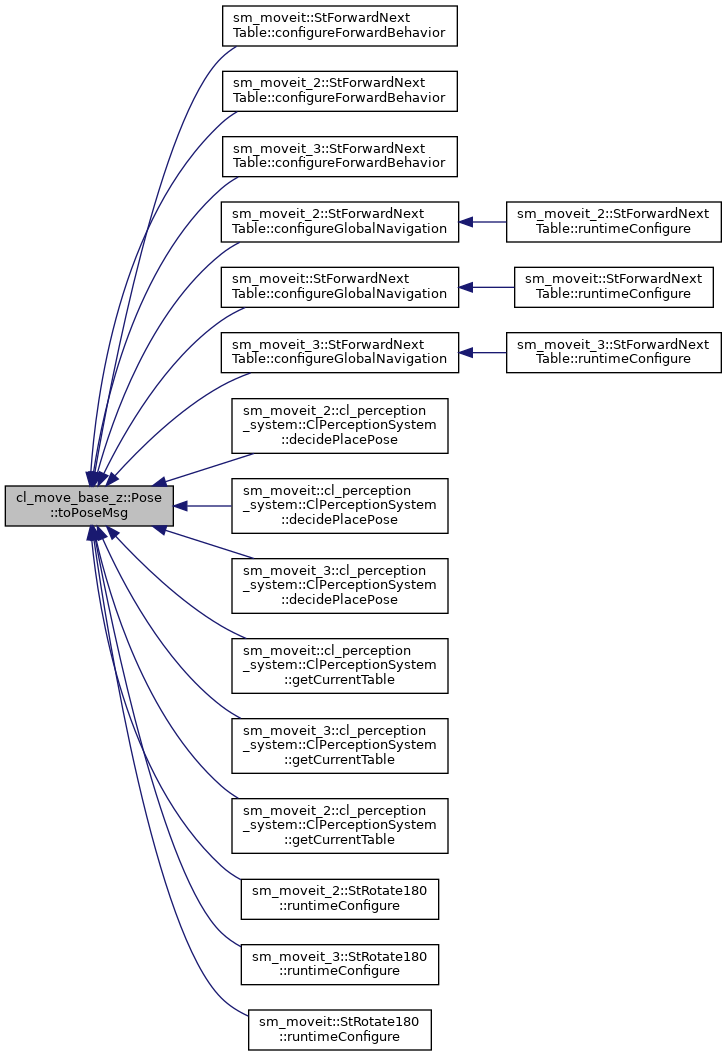 sm_moveit::StForwardNext
Table::configureForwardBehavior
sm_moveit_2::StForwardNext
Table::configureForwardBehavior
sm_moveit_3::StForwardNext
Table::configureForwardBehavior
sm_moveit_2::StForwardNext
Table::configureGlobalNavigation
sm_moveit_2::StForwardNext
Table::runtimeConfigure
sm_moveit::StForwardNext
Table::configureGlobalNavigation
sm_moveit::StForwardNext
Table::runtimeConfigure
sm_moveit_3::StForwardNext
Table::configureGlobalNavigation
sm_moveit_3::StForwardNext
Table::runtimeConfigure
sm_moveit_2::cl_perception
_system::ClPerceptionSystem
::decidePlacePose
cl_move_base_z::Pose
::toPoseMsg
sm_moveit::cl_perception
_system::ClPerceptionSystem
::decidePlacePose
sm_moveit_3::cl_perception
_system::ClPerceptionSystem
::decidePlacePose
sm_moveit::cl_perception
_system::ClPerceptionSystem
::getCurrentTable
sm_moveit_3::cl_perception
_system::ClPerceptionSystem
::getCurrentTable
sm_moveit_2::cl_perception
_system::ClPerceptionSystem
::getCurrentTable
sm_moveit_2::StRotate180
::runtimeConfigure
sm_moveit_3::StRotate180
::runtimeConfigure
sm_moveit::StRotate180
::runtimeConfigure